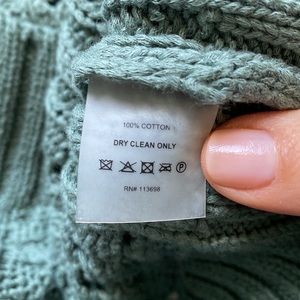 100% COTTON
DRY CLEAN ONLY
P
RN# 113698